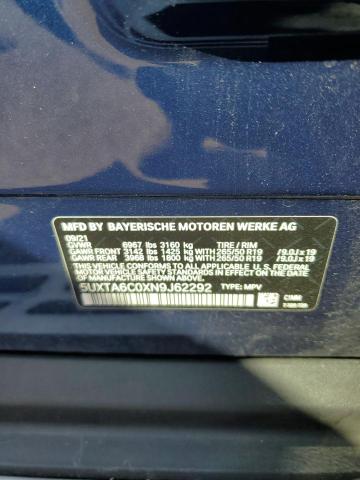 MFD BY BAYERISCHE MOTOREN WERKE AG
09/21
GVWR 6967 lbs 3160 kg TIRE / RIM
GAWR FRONT 3142 lbs 1425 kg WITH 265/50 R19 / 9.0J x 19
GAWR REAR 3968 lbs 1800 kg WITH 265/50 R19 / 9.0J x 19
THIS VEHICLE CONFORMS TO ALL APPLICABLE U.S. FEDERAL
MOTOR VEHICLE SAFETY STANDARDS IN EFFECT ON THE DATE
OF MANUFACTURE SHOWN ABOVE.
5UXTA6C0XN9J62292 TYPE: MPV